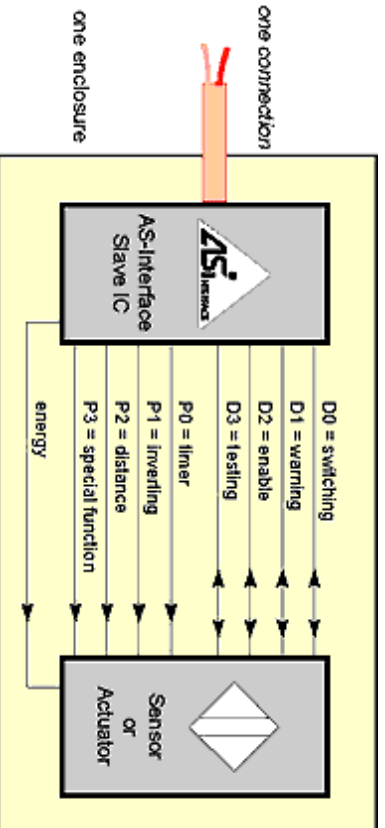 one connection
one enclosure
ASi
INTERFACE
AS-Interface
Slave IC
D0 = switching
D1 = warning
D2 = enable
D3 = testing
P0 = timer
P1 = inverting
P2 = distance
P3 = special function
energy
Sensor
or
Actuator